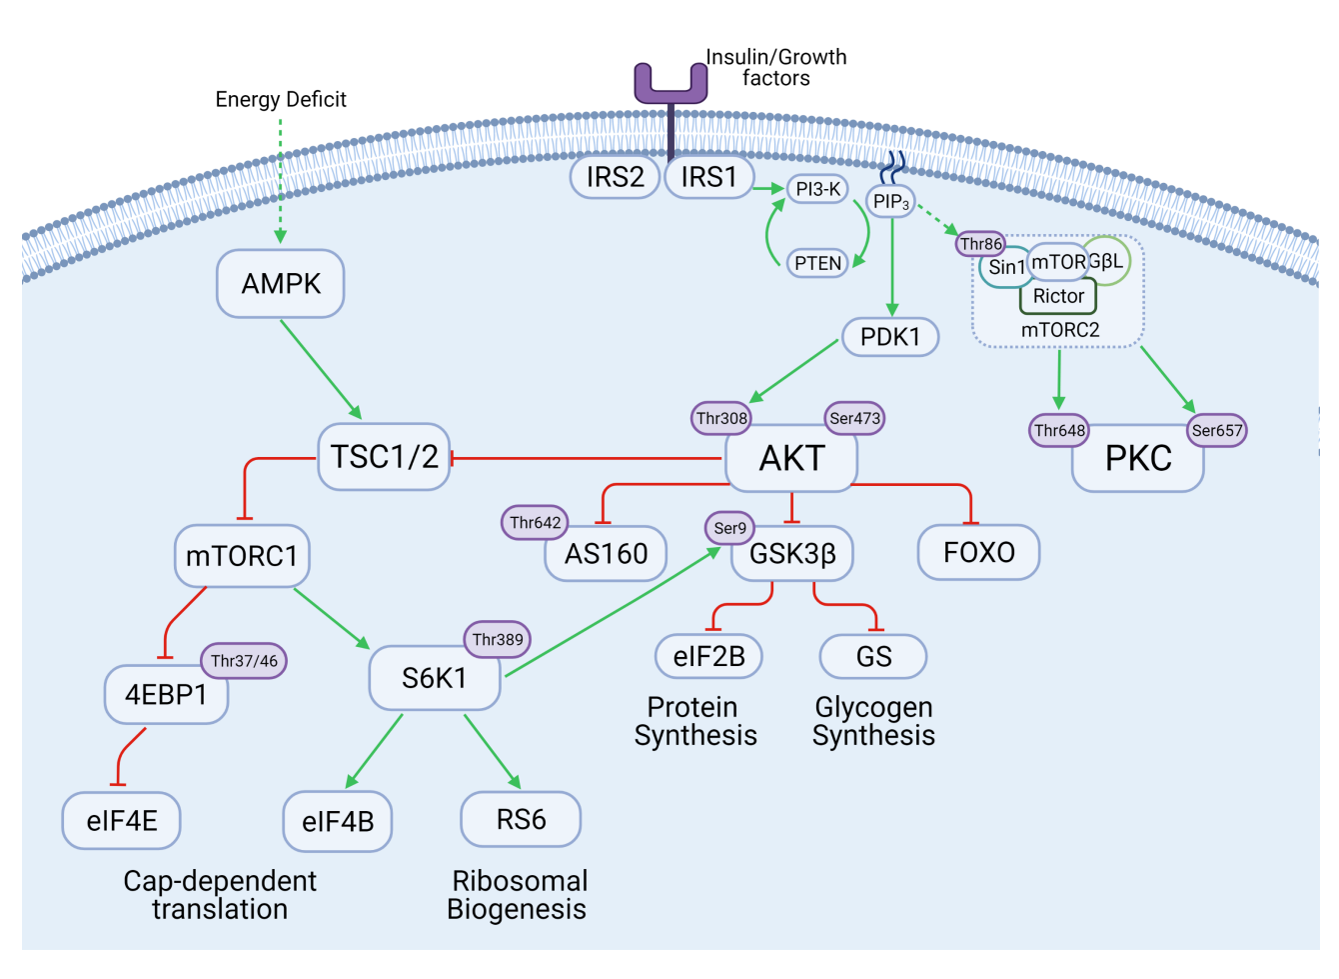 Insulin/Growth
factors
Energy Deficit
IRS2
IRS1
PI3-K
PIP3
PTEN
Thr86
Sin1
mTOR
GβL
Rictor
mTORC2
AMPK
PDK1
Thr308
Ser473
AKT
Thr648
Ser657
PKC
TSC1/2
Thr642
AS160
Ser9
GSK3β
FOXO
mTORC1
Thr389
S6K1
Thr37/46
4EBP1
eIF2B
GS
Protein
Synthesis
Glycogen
Synthesis
eIF4E
eIF4B
RS6
Cap-dependent
translation
Ribosomal
Biogenesis